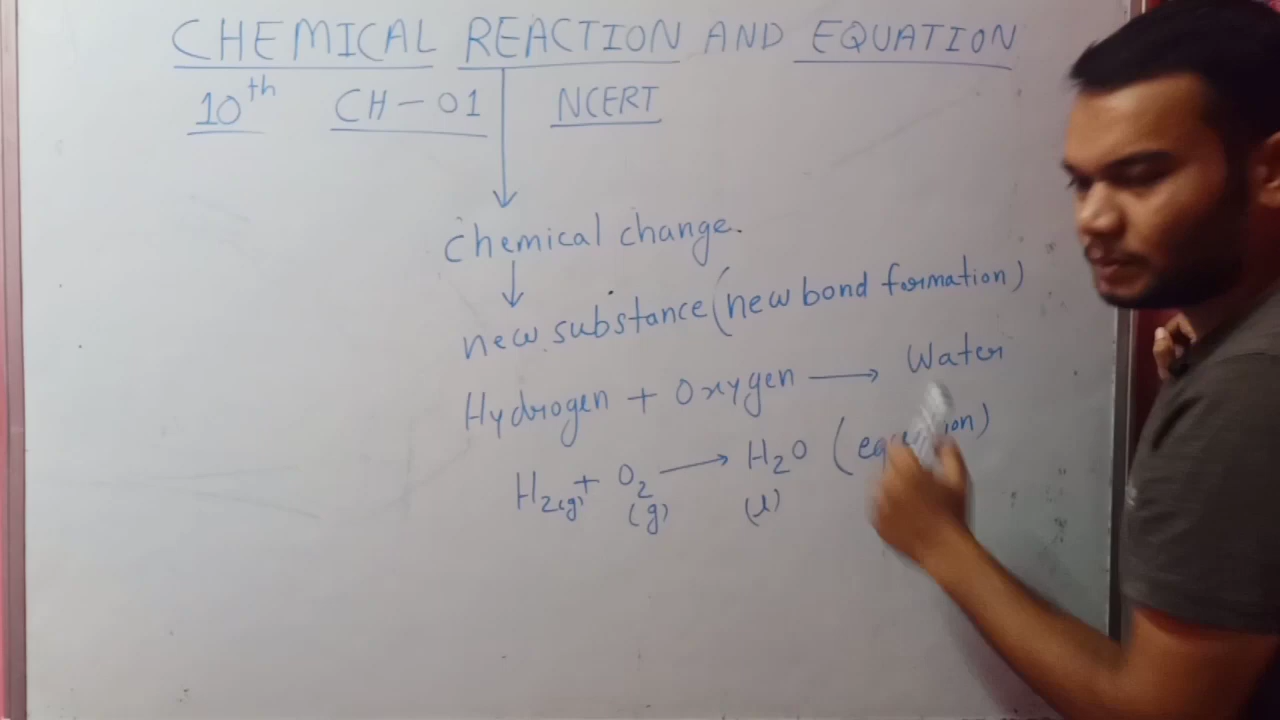 CHEMICAL REACTION AND EQUATION
10th CH-01 NCERT
chemical change.
new substance (new bond formation)
Hydrogen + Oxygen → Water
H2(g) + O2 (g) → H2O (l)